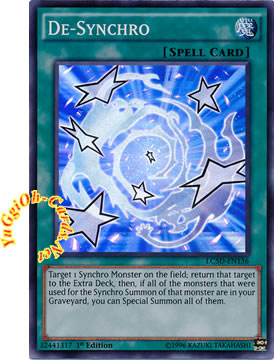 De-Synchro
[SPELL CARD]
YuGiOh-Cards.Net
LC5D-EN136
Target 1 Synchro Monster on the field; return that target
to the Extra Deck, then, if all of the monsters that were
used for the Synchro Summon of that monster are in your
Graveyard, you can Special Summon all of them.
32441317
1st Edition
©1996 KAZUKI TAKAHASHI